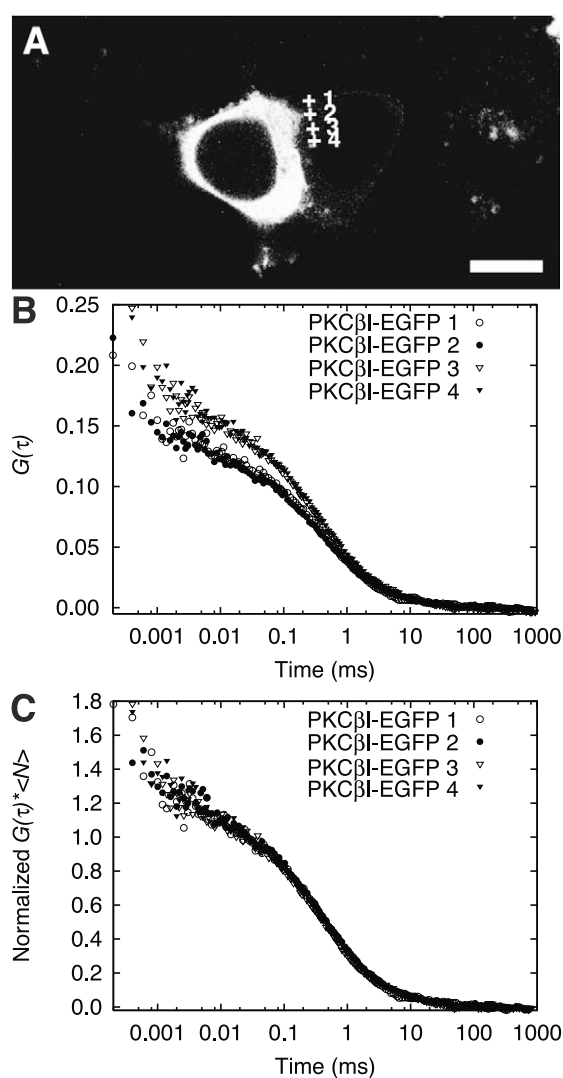 A
+ 1
+ 2
+ 3
+ 4
B
0.25
0.20
0.15
0.10
0.05
0.00
G(τ)
PKCβI-EGFP 1
PKCβI-EGFP 2
PKCβI-EGFP 3
PKCβI-EGFP 4
0.001 0.01 0.1 1 10 100 1000
Time (ms)
C
1.8
1.6
1.4
1.2
1.0
0.8
0.6
0.4
0.2
0.0
Normalized G(τ)*<N>
PKCβI-EGFP 1
PKCβI-EGFP 2
PKCβI-EGFP 3
PKCβI-EGFP 4
0.001 0.01 0.1 1 10 100 1000
Time (ms)